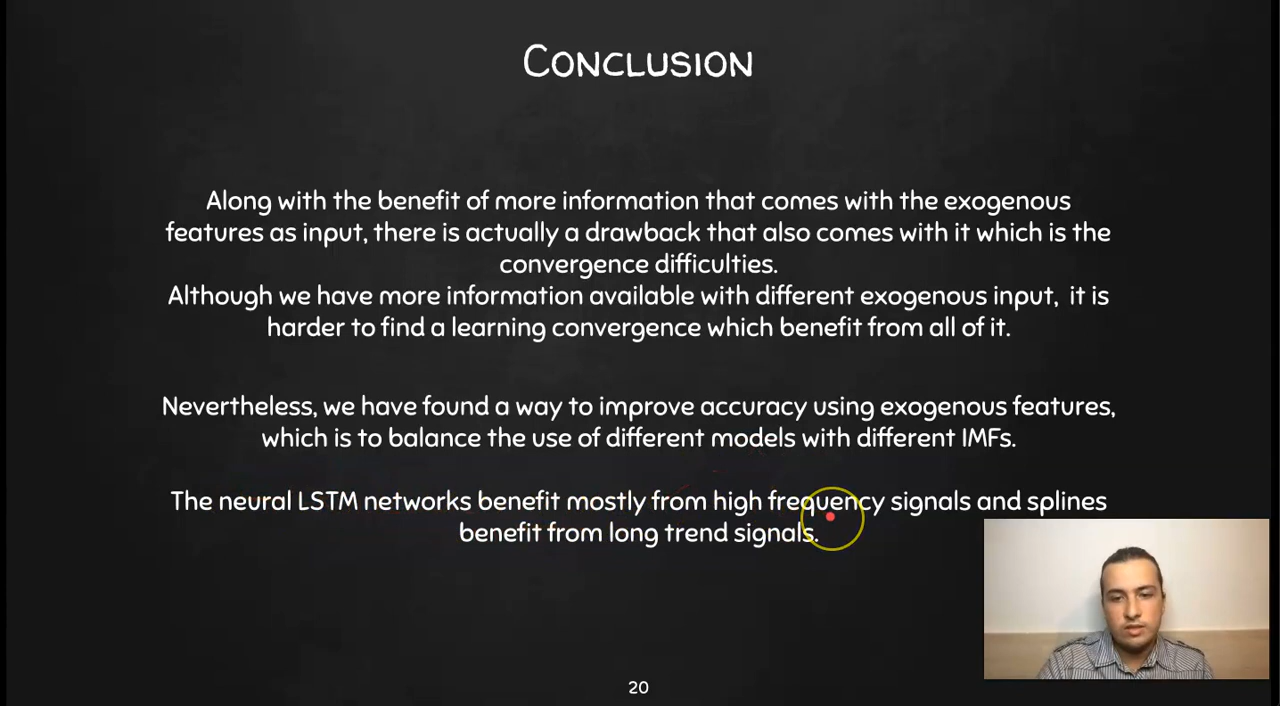 Conclusion
Along with the benefit of more information that comes with the exogenous
features as input, there is actually a drawback that also comes with it which is the
convergence difficulties.
Although we have more information available with different exogenous input,  it is
harder to find a learning convergence which benefit from all of it.
Nevertheless, we have found a way to improve accuracy using exogenous features,
which is to balance the use of different models with different IMFs.
The neural LSTM networks benefit mostly from high frequency signals and splines
benefit from long trend signals.
20